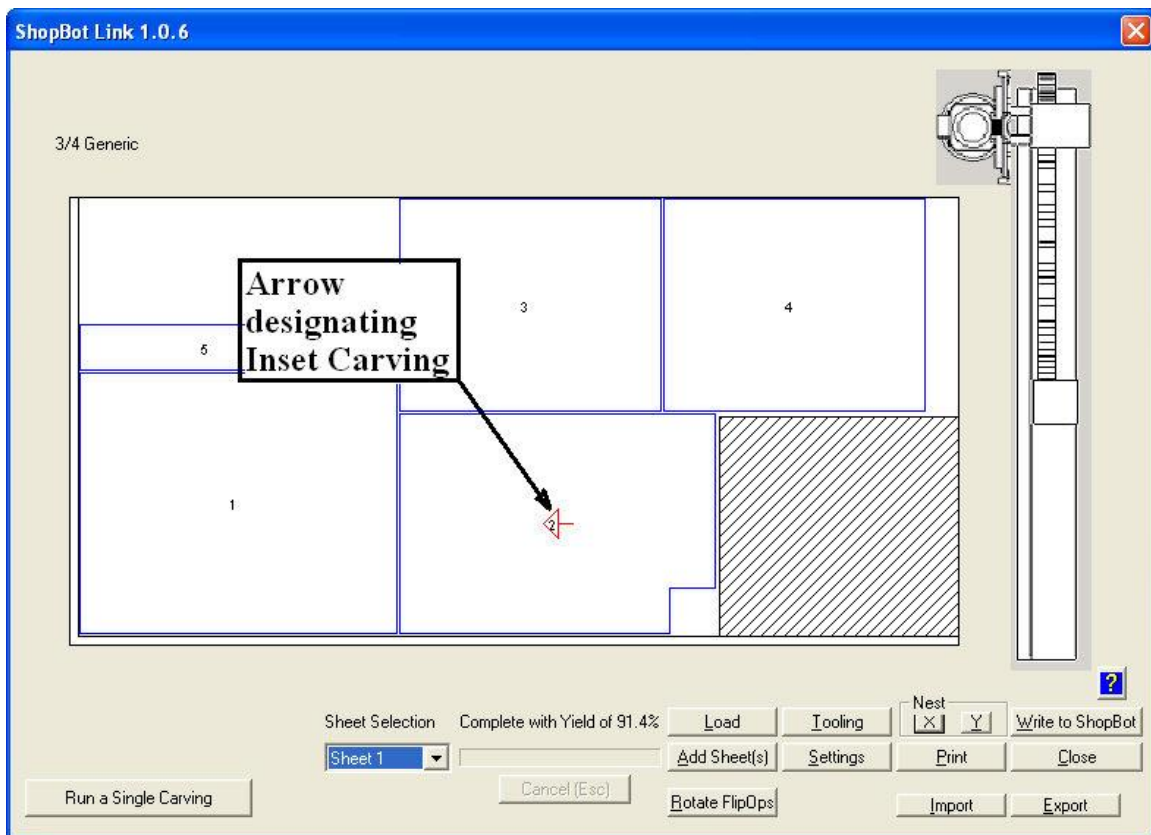 ShopBot Link 1.0.6
3/4 Generic
Arrow
designating
Inset Carving
3
4
5
1
2
?
Sheet Selection
Complete with Yield of 91.4%
Load
Tooling
Nest
X
Y
Write to ShopBot
Sheet 1
Add Sheet(s)
Settings
Print
Close
Cancel (Esc)
Run a Single Carving
Rotate FlipOps
Import
Export